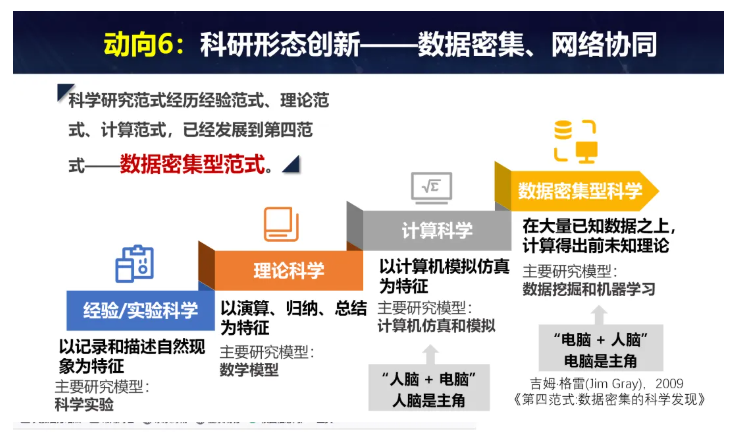 动向6：科研形态创新——数据密集、网络协同
科学研究范式经历经验范式、理论范
式、计算范式，已经发展到第四范
式——数据密集型范式。
经验/实验科学
以记录和描述自然现
象为特征
主要研究模型：
科学实验
理论科学
以演算、归纳、总结
为特征
主要研究模型：
数学模型
√Σ
计算科学
以计算机模拟仿真
为特征
主要研究模型：
计算机仿真和模拟
“人脑 + 电脑”
人脑是主角
数据密集型科学
在大量已知数据之上，
计算得出前未知理论
主要研究模型：
数据挖掘和机器学习
“电脑 + 人脑”
电脑是主角
吉姆·格雷(Jim Gray)，2009
《第四范式:数据密集的科学发现》